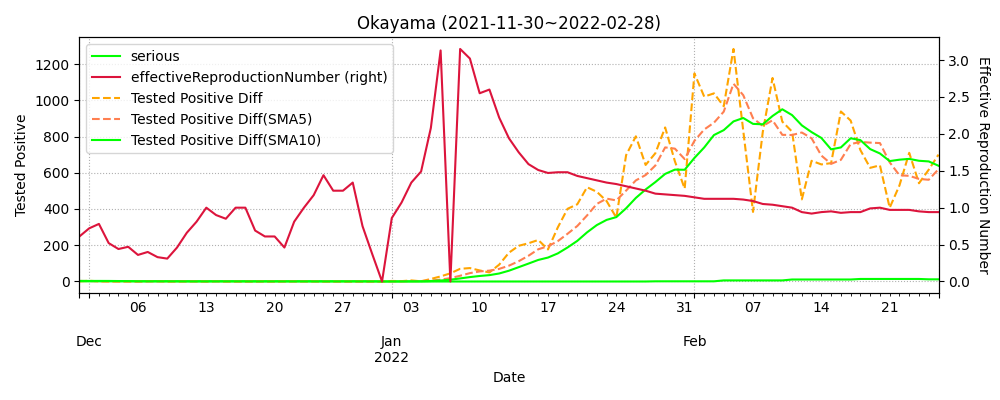 Okayama (2021-11-30~2022-02-28)
serious
effectiveReproductionNumber (right)
Tested Positive Diff
Tested Positive Diff(SMA5)
Tested Positive Diff(SMA10)
Tested Positive
1200
1000
800
600
400
200
0
Effective Reproduction Number
3.0
2.5
2.0
1.5
1.0
0.5
0.0
06 13 20 27 03 10 17 24 31 07 14 21
Dec Jan Feb
2022
Date